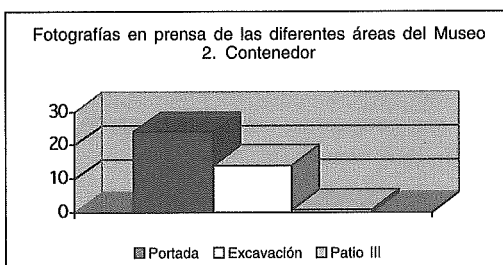 Fotografías en prensa de las diferentes áreas del Museo
2. Contenedor
30
20
10
0
Portada Excavación Patio III